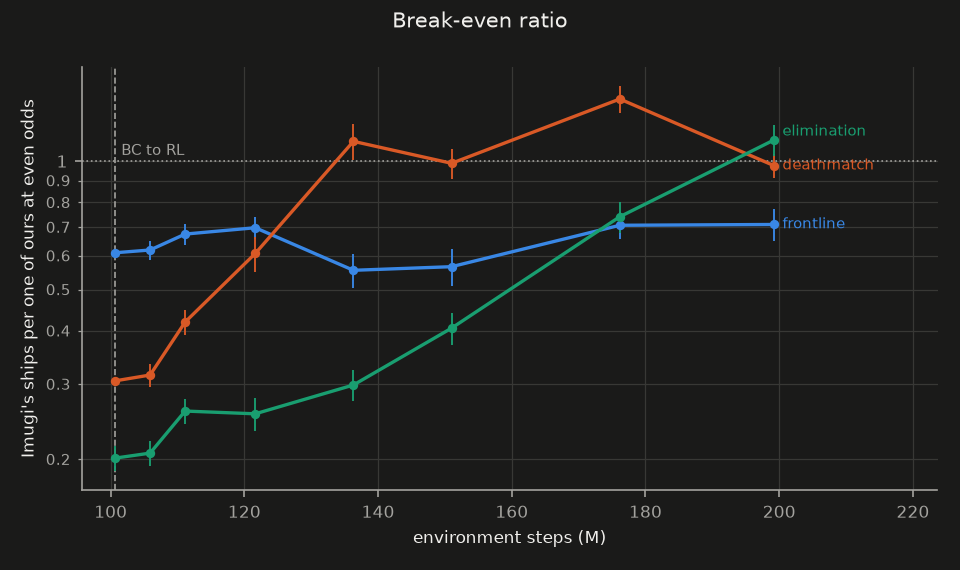 Break-even ratio
Imugi's ships per one of ours at even odds
1
0.9
0.8
0.7
0.6
0.5
0.4
0.3
0.2
BC to RL
elimination
deathmatch
frontline
100
120
140
160
180
200
220
environment steps (M)